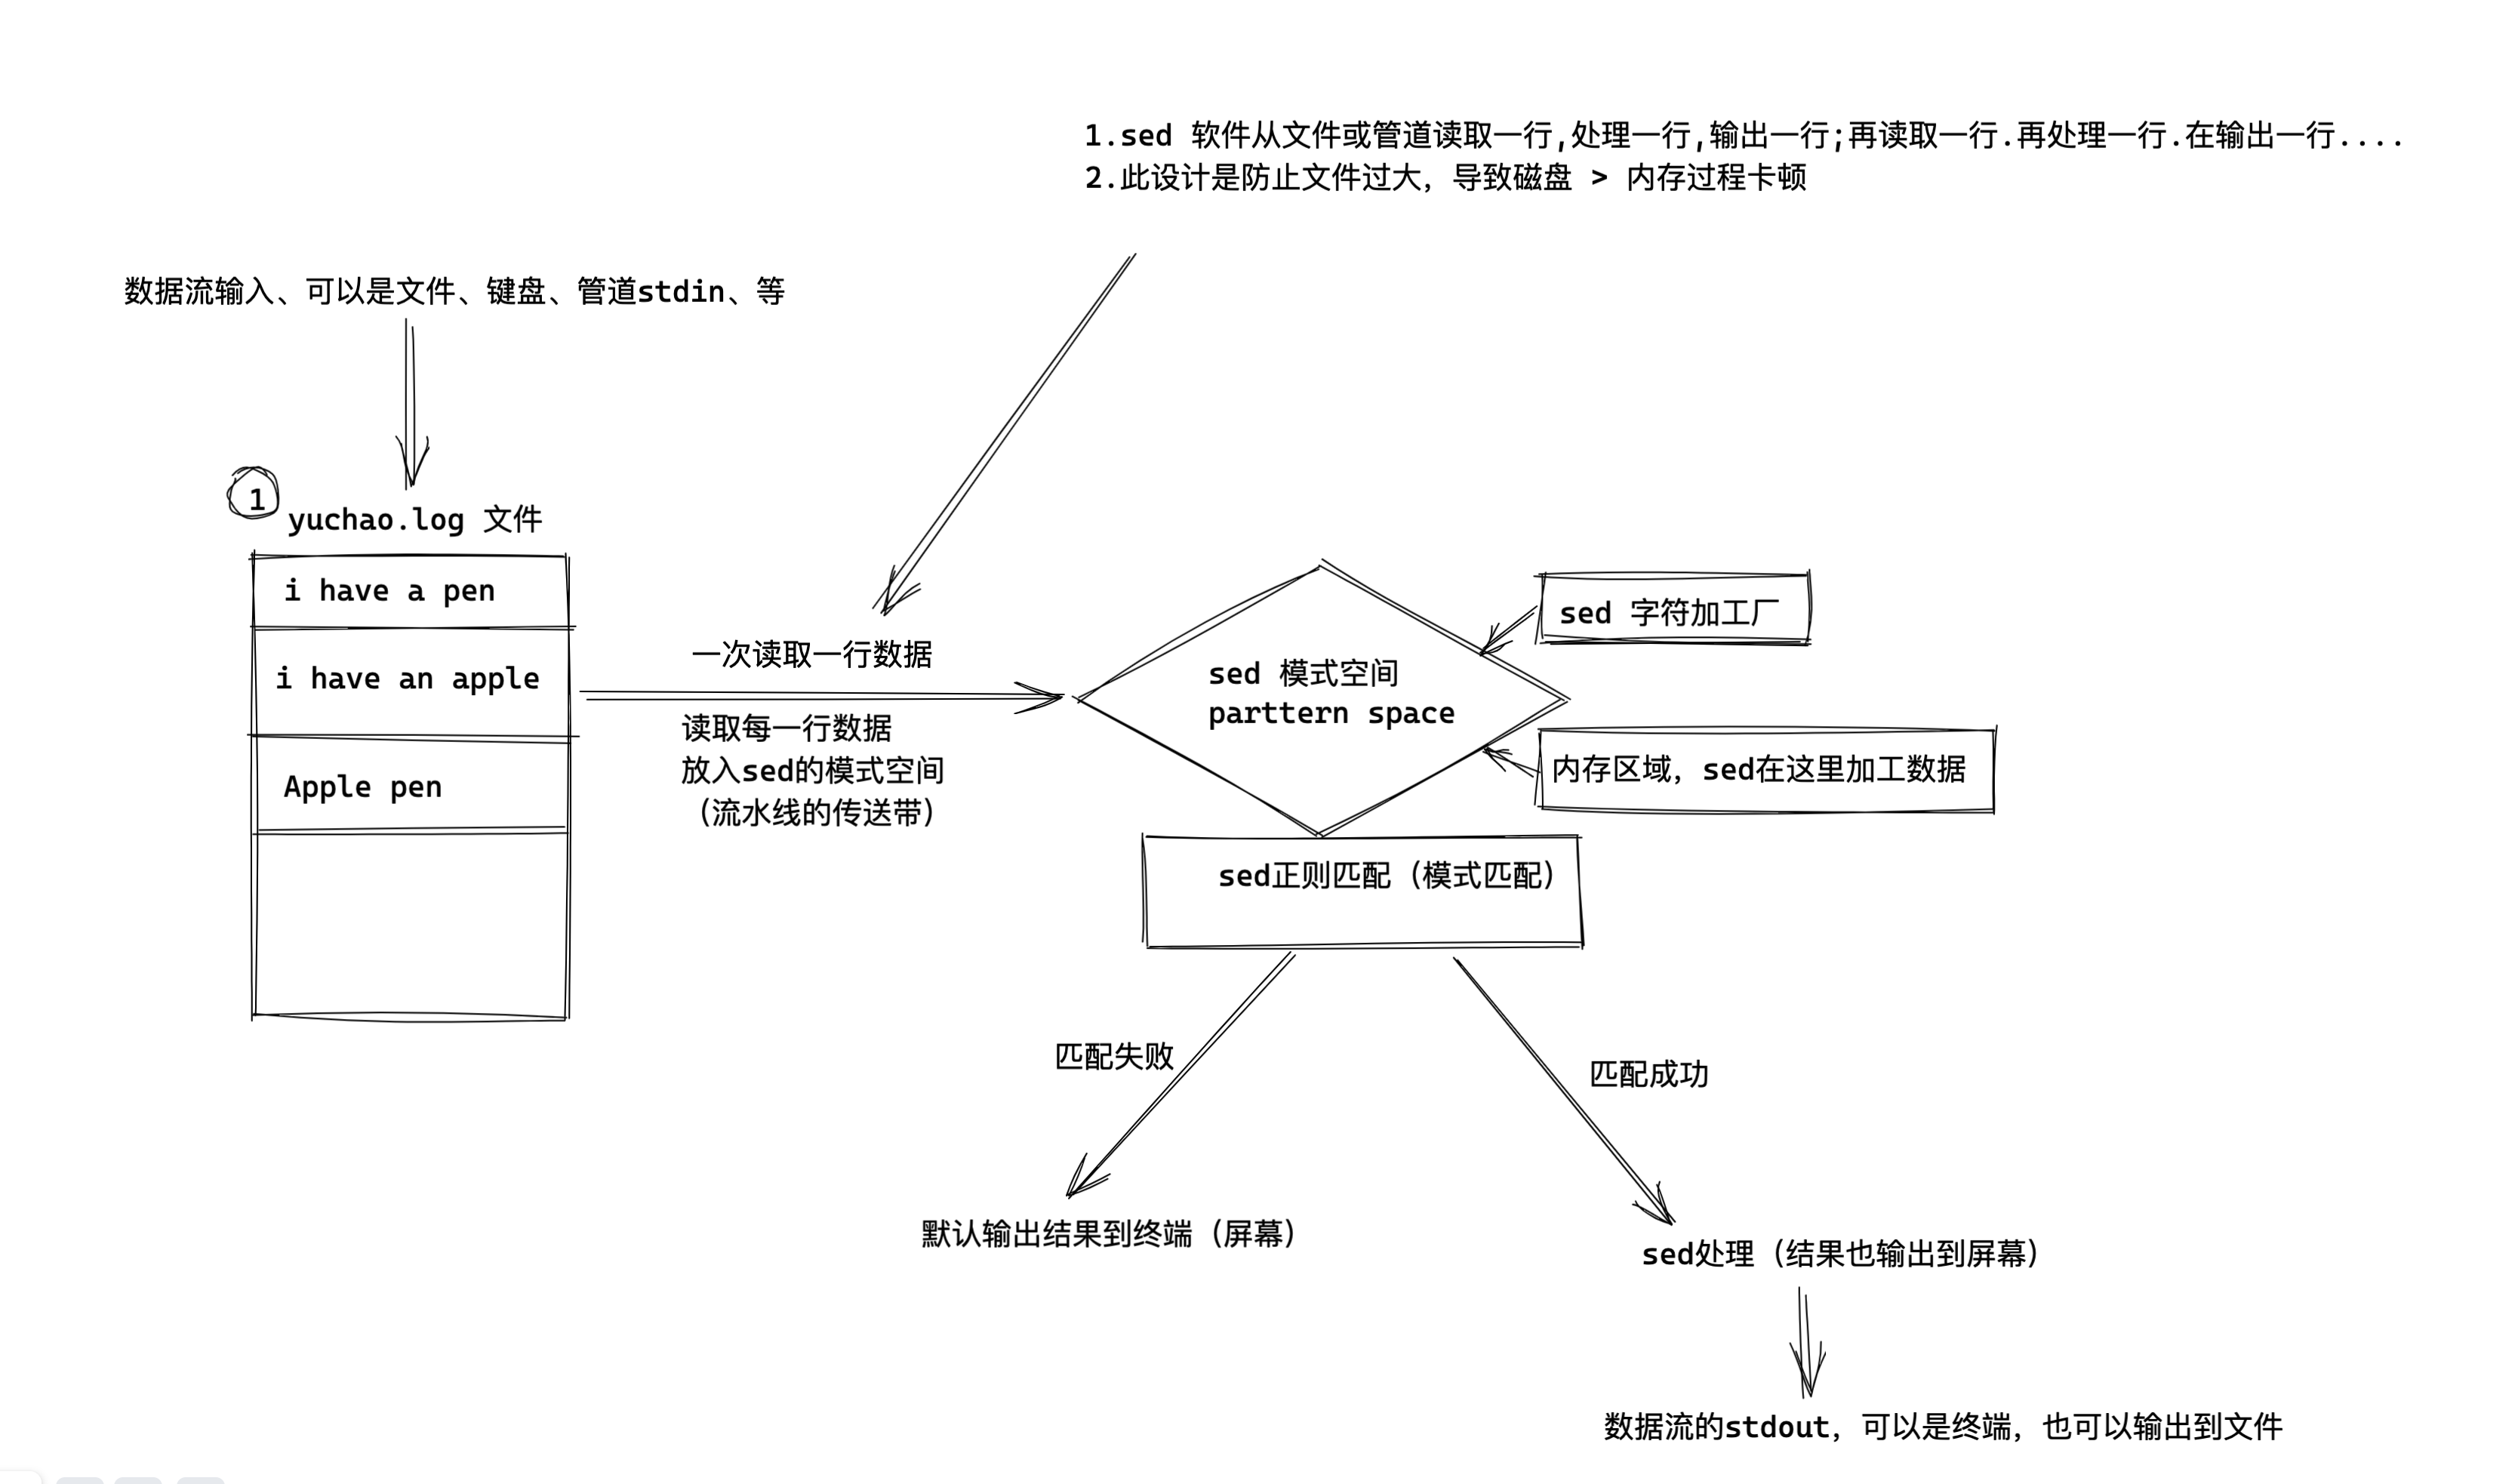 1.sed 软件从文件或管道读取一行,处理一行,输出一行;再读取一行.再处理一行.在输出一行....
2.此设计是防止文件过大，导致磁盘 > 内存过程卡顿
数据流输入、可以是文件、键盘、管道stdin、等
1
yuchao.log 文件
i have a pen
i have an apple
Apple pen
一次读取一行数据
读取每一行数据
放入sed的模式空间
（流水线的传送带）
sed 模式空间
parttern space
sed 字符加工厂
内存区域，sed在这里加工数据
sed正则匹配（模式匹配）
匹配失败
匹配成功
默认输出结果到终端（屏幕）
sed处理（结果也输出到屏幕）
数据流的stdout，可以是终端，也可以输出到文件